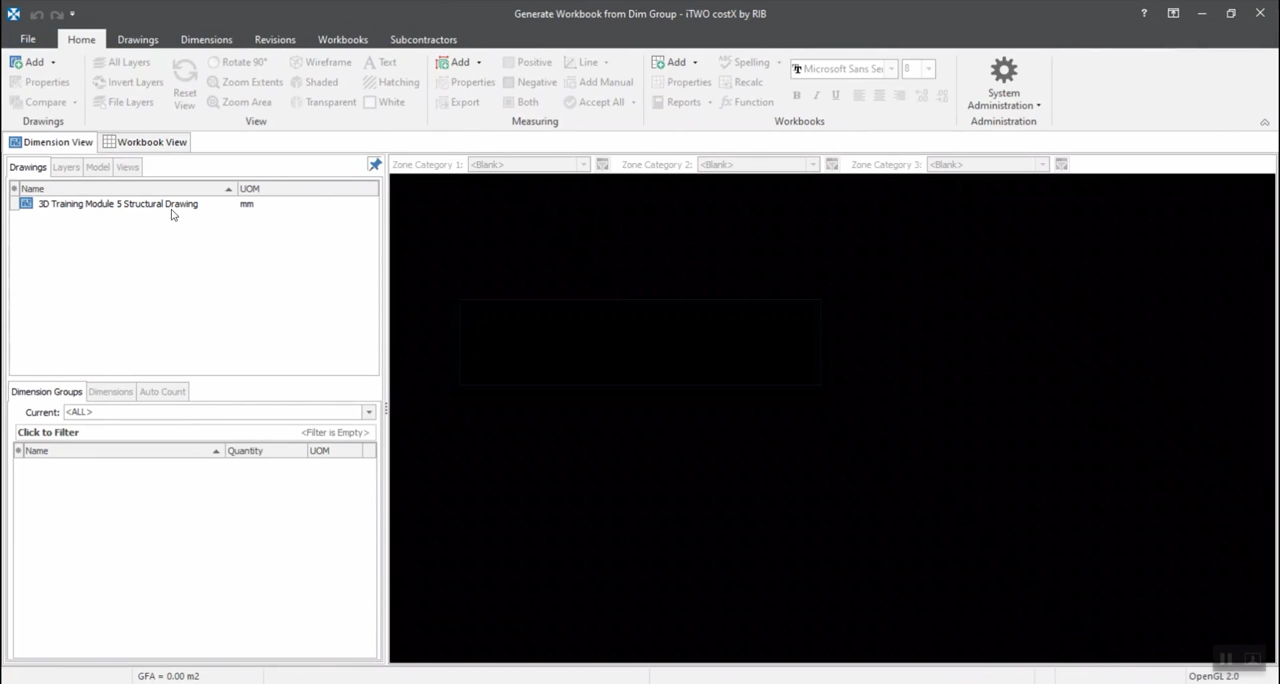 Generate Workbook from Dim Group - iTWO costX by RIB
?
File Home Drawings Dimensions Revisions Workbooks Subcontractors
Add All Layers Rotate 90° Wireframe Text Add Positive Line Add Spelling Microsoft Sans Se 8
Properties Invert Layers Zoom Extents Shaded Hatching Properties Negative Add Manual Properties Recalc
Compare File Layers Reset View Zoom Area Transparent White Export Both Accept All Reports Function B I U System Administration
Drawings View Measuring Workbooks Administration
Dimension View Workbook View
Drawings Layers Model Views Zone Category 1: <Blank> Zone Category 2: <Blank> Zone Category 3: <Blank>
Name UOM
3D Training Module 5 Structural Drawing mm
Dimension Groups Dimensions Auto Count
Current: <ALL>
Click to Filter <Filter is Empty>
Name Quantity UOM
GFA = 0.00 m2 OpenGL 2.0